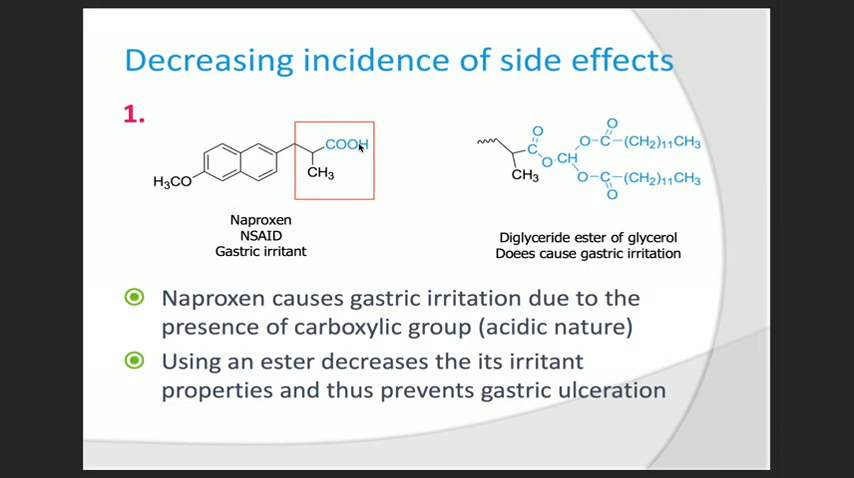 Decreasing incidence of side effects
1.
COOH
CH3
H3CO
Naproxen
NSAID
Gastric irritant
O
O
C
O-C-(CH2)11CH3
O
CH
CH3
O-C-(CH2)11CH3
O
Diglyceride ester of glycerol
Doees cause gastric irritation
Naproxen causes gastric irritation due to the
presence of carboxylic group (acidic nature)
Using an ester decreases the its irritant
properties and thus prevents gastric ulceration